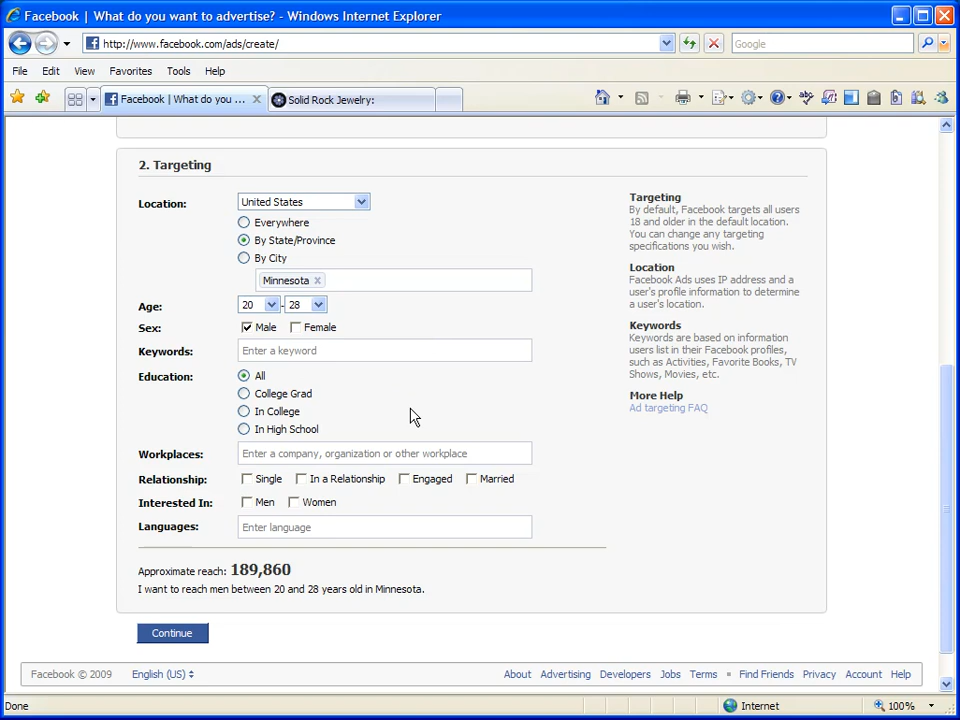 Facebook | What do you want to advertise? - Windows Internet Explorer
http://www.facebook.com/ads/create/
Google
File Edit View Favorites Tools Help
Facebook | What do you ...
Solid Rock Jewelry:
2. Targeting
Location: United States
Everywhere
By State/Province
By City
Minnesota x
Age: 20 - 28
Sex: Male Female
Keywords: Enter a keyword
Education: All
College Grad
In College
In High School
Workplaces: Enter a company, organization or other workplace
Relationship: Single In a Relationship Engaged Married
Interested In: Men Women
Languages: Enter language
Approximate reach: 189,860
I want to reach men between 20 and 28 years old in Minnesota.
Targeting
By default, Facebook targets all users
18 and older in the default location.
You can change any targeting
specifications you wish.
Location
Facebook Ads uses IP address and a
user's profile information to determine
a user's location.
Keywords
Keywords are based on information
users list in their Facebook profiles,
such as Activities, Favorite Books, TV
Shows, Movies, etc.
More Help
Ad targeting FAQ
Continue
Facebook © 2009 English (US) About Advertising Developers Jobs Terms Find Friends Privacy Account Help
Done Internet 100%